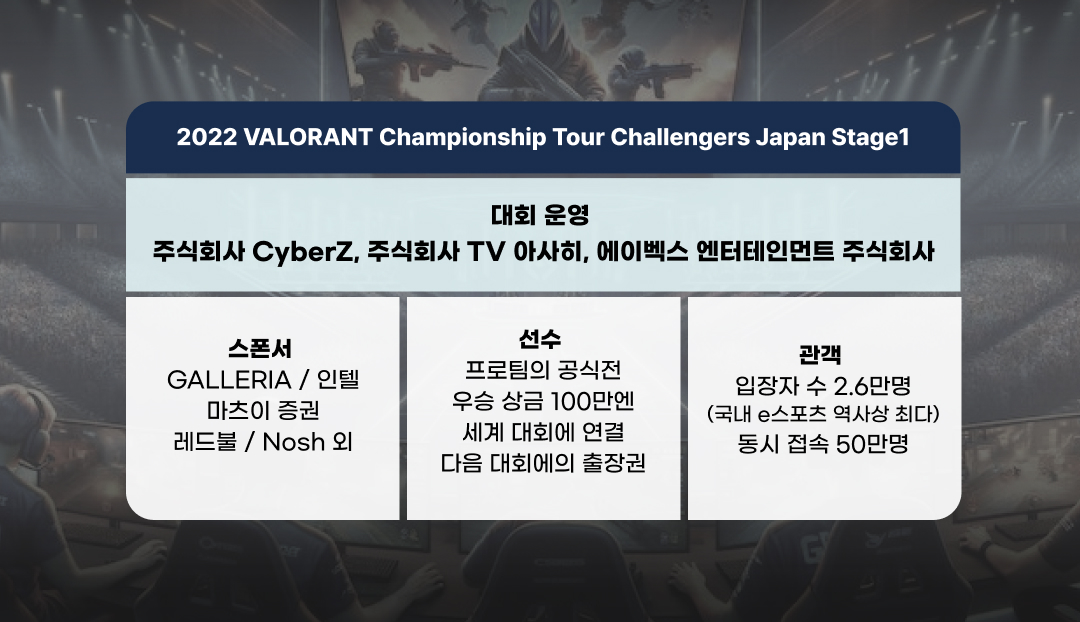 2022 VALORANT Championship Tour Challengers Japan Stage1
대회 운영
주식회사 CyberZ, 주식회사 TV 아사히, 에이벡스 엔터테인먼트 주식회사
스폰서
GALLERIA / 인텔
마츠이 증권
레드불 / Nosh 외
선수
프로팀의 공식전
우승 상금 100만엔
세계 대회에 연결
다음 대회에의 출장권
관객
입장자 수 2.6만명
(국내 e스포츠 역사상 최다)
동시 접속 50만명